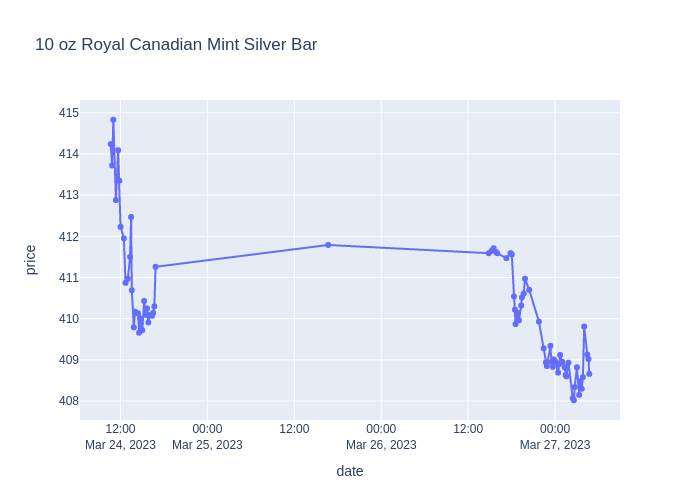 10 oz Royal Canadian Mint Silver Bar
415
414
413
412
411
410
409
408
price
12:00 00:00 12:00 00:00 12:00 00:00
Mar 24, 2023 Mar 25, 2023 Mar 26, 2023 Mar 27, 2023
date